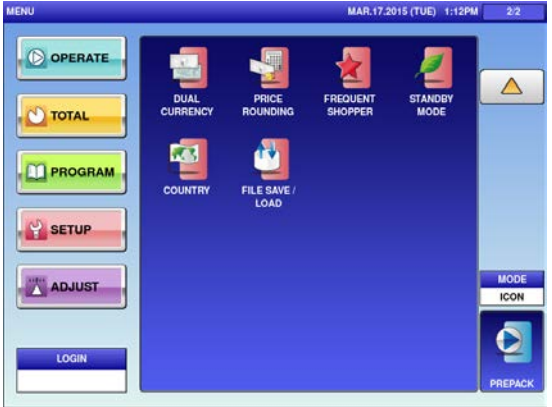 MENU
MAR.17.2015 (TUE) 1:12PM
2/2
OPERATE
TOTAL
PROGRAM
SETUP
ADJUST
LOGIN
DUAL
CURRENCY
PRICE
ROUNDING
FREQUENT
SHOPPER
STANDBY
MODE
COUNTRY
FILE SAVE /
LOAD
MODE
ICON
PREPACK